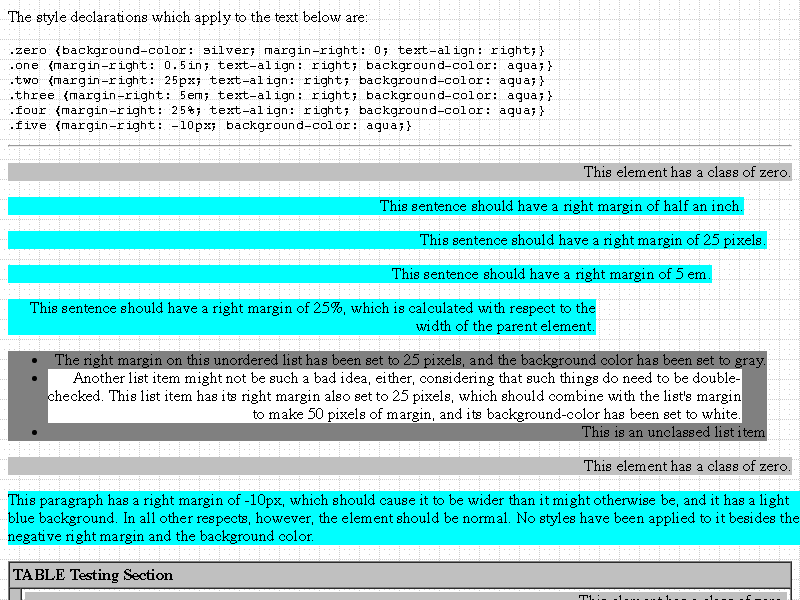 The style declarations which apply to the text below are:
.zero {background-color: silver; margin-right: 0; text-align: right;}
.one {margin-right: 0.5in; text-align: right; background-color: aqua;}
.two {margin-right: 25px; text-align: right; background-color: aqua;}
.three {margin-right: 5em; text-align: right; background-color: aqua;}
.four {margin-right: 25%; text-align: right; background-color: aqua;}
.five {margin-right: -10px; background-color: aqua;}
This element has a class of zero.
This sentence should have a right margin of half an inch.
This sentence should have a right margin of 25 pixels.
This sentence should have a right margin of 5 em.
This sentence should have a right margin of 25%, which is calculated with respect to the
width of the parent element.
• The right margin on this unordered list has been set to 25 pixels, and the background color has been set to gray.
• Another list item might not be such a bad idea, either, considering that such things do need to be double-
checked. This list item has its right margin also set to 25 pixels, which should combine with the list's margin
to make 50 pixels of margin, and its background-color has been set to white.
• This is an unclassed list item
This element has a class of zero.
This paragraph has a right margin of -10px, which should cause it to be wider than it might otherwise be, and it has a light
blue background. In all other respects, however, the element should be normal. No styles have been applied to it besides the
negative right margin and the background color.
TABLE Testing Section
This element has a class of zero.